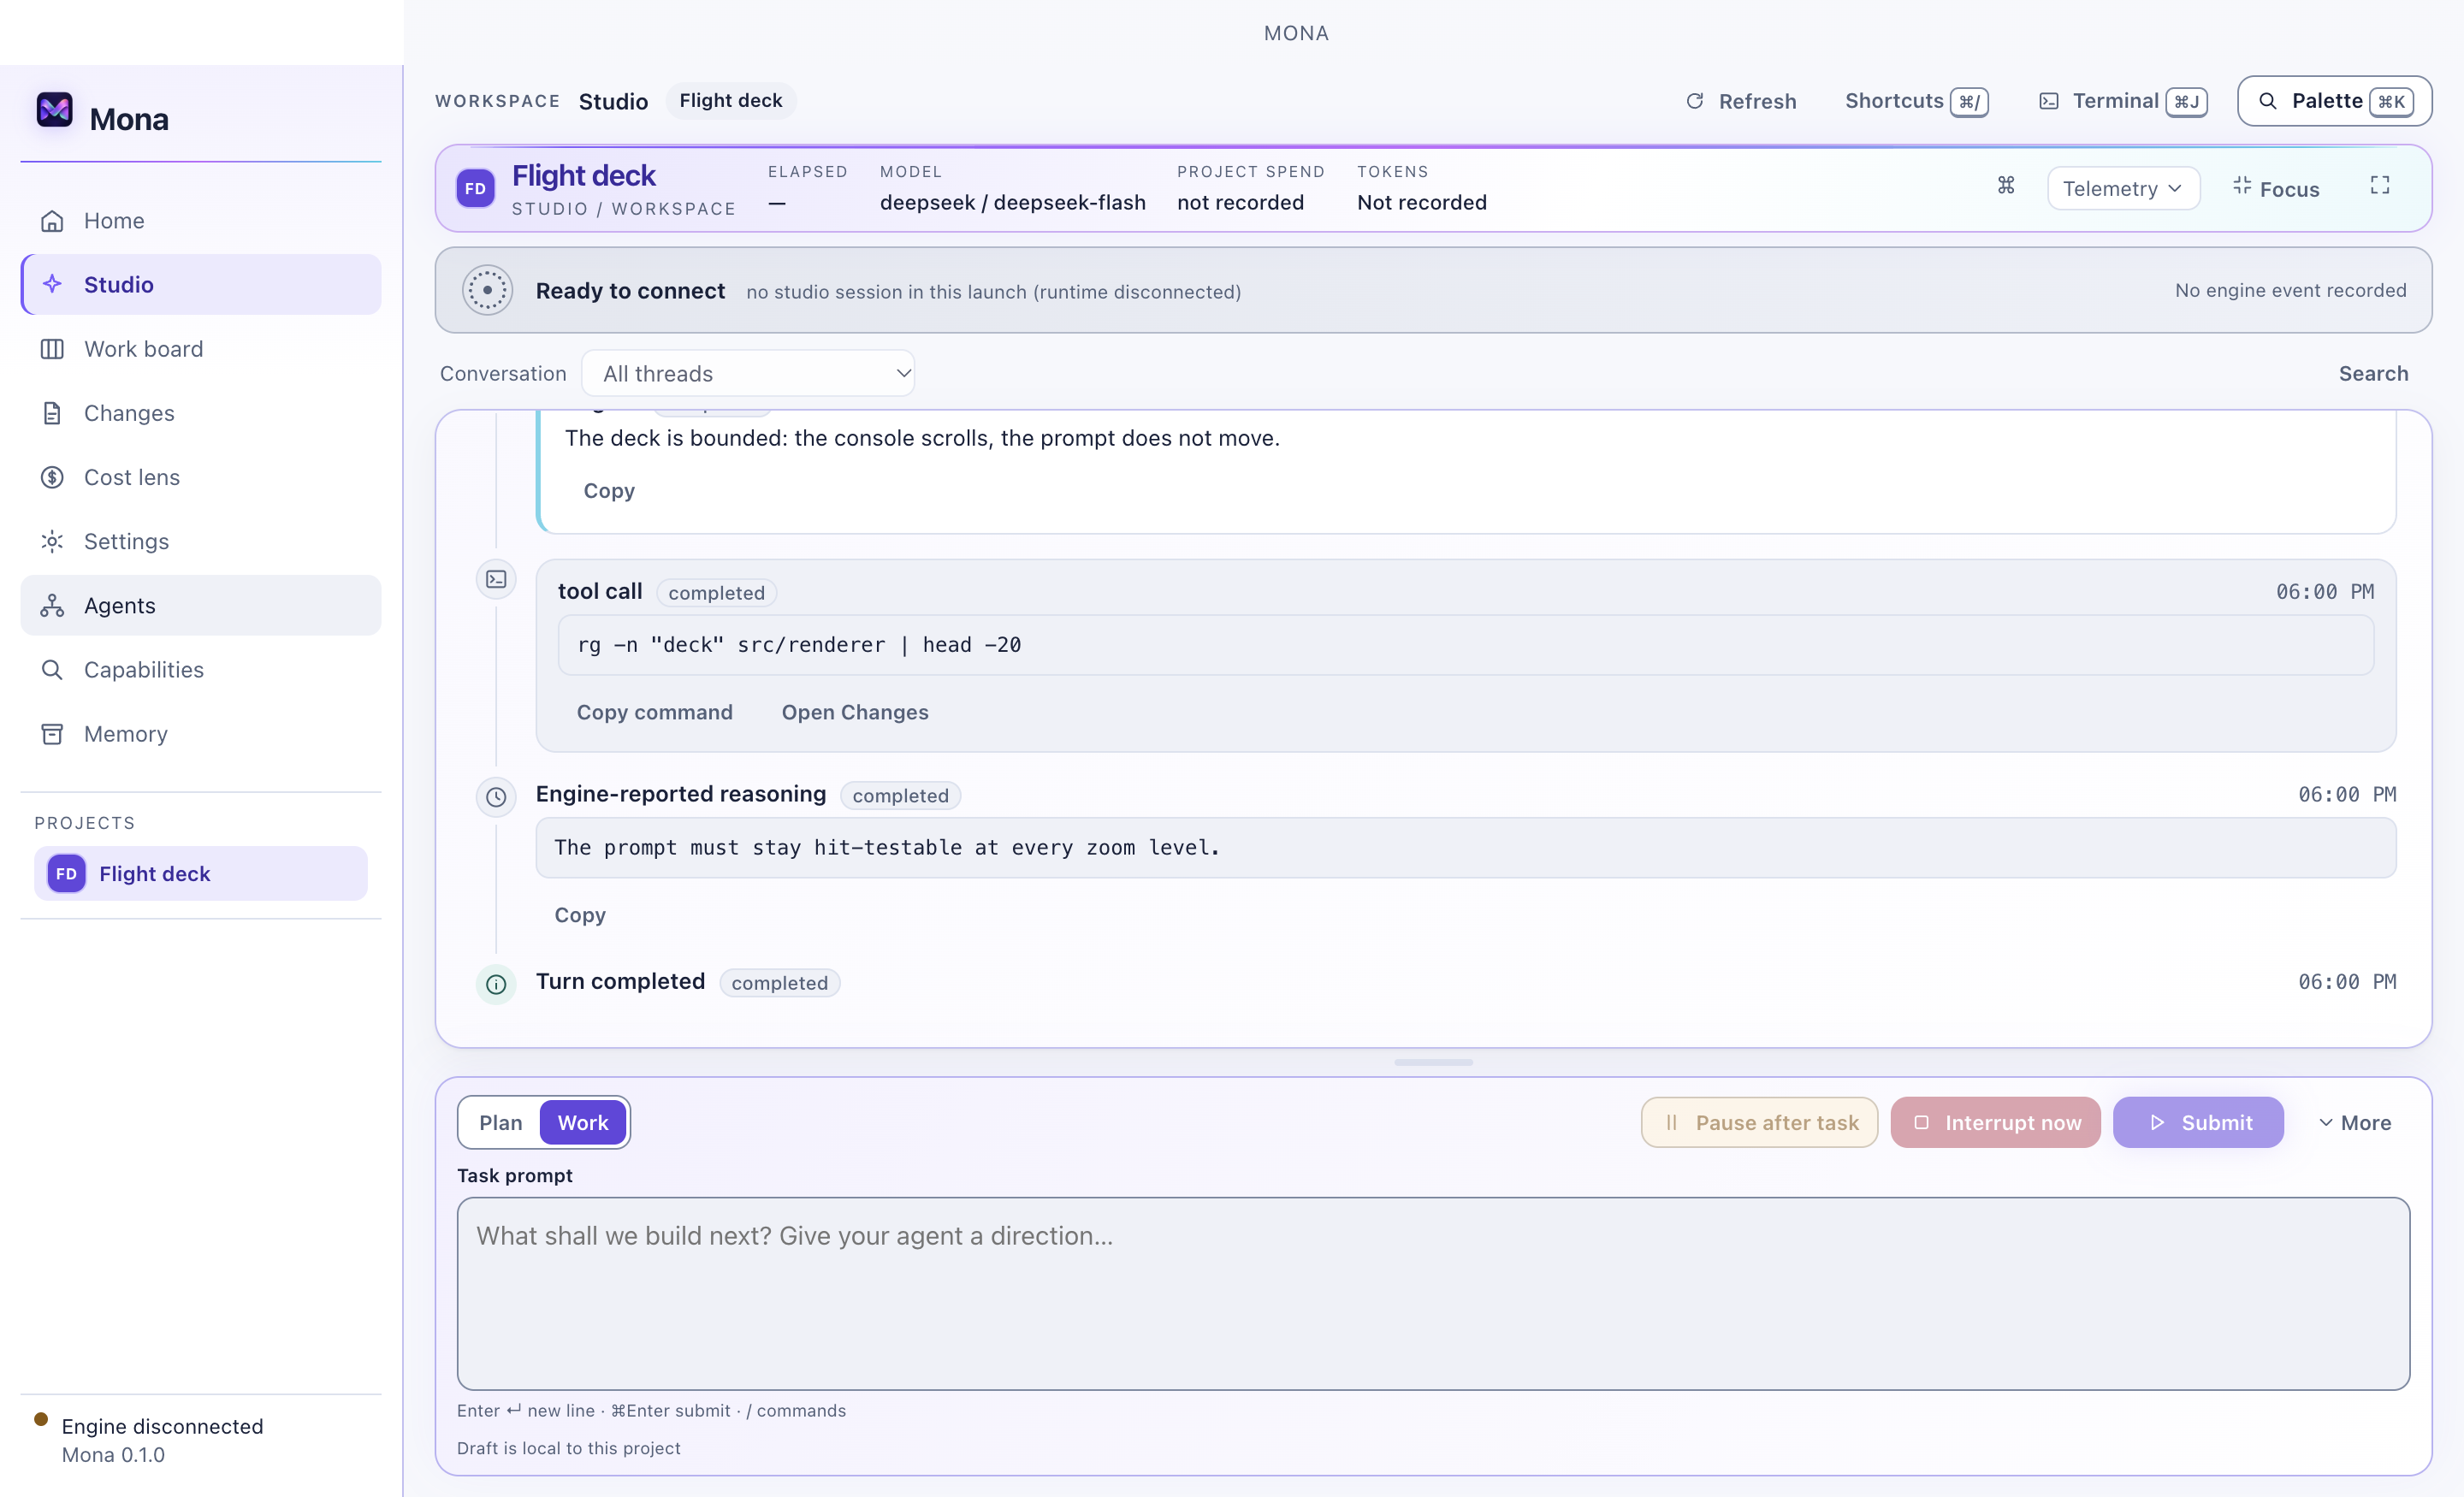 MONA
Mona
Home
Studio
Work board
Changes
Cost lens
Settings
Agents
Capabilities
Memory
PROJECTS
FD Flight deck
Engine disconnected
Mona 0.1.0
WORKSPACE Studio Flight deck
Refresh Shortcuts ⌘/ Terminal ⌘J Palette ⌘K
FD Flight deck
STUDIO / WORKSPACE
ELAPSED
—
MODEL
deepseek / deepseek-flash
PROJECT SPEND
not recorded
TOKENS
Not recorded
⌘ Telemetry Focus
Ready to connect no studio session in this launch (runtime disconnected) No engine event recorded
Conversation All threads Search
The deck is bounded: the console scrolls, the prompt does not move.
Copy
tool call completed 06:00 PM
rg -n "deck" src/renderer | head -20
Copy command Open Changes
Engine-reported reasoning completed 06:00 PM
The prompt must stay hit-testable at every zoom level.
Copy
Turn completed completed 06:00 PM
Plan Work Pause after task Interrupt now Submit More
Task prompt
What shall we build next? Give your agent a direction...
Enter ↵ new line · ⌘Enter submit · / commands
Draft is local to this project